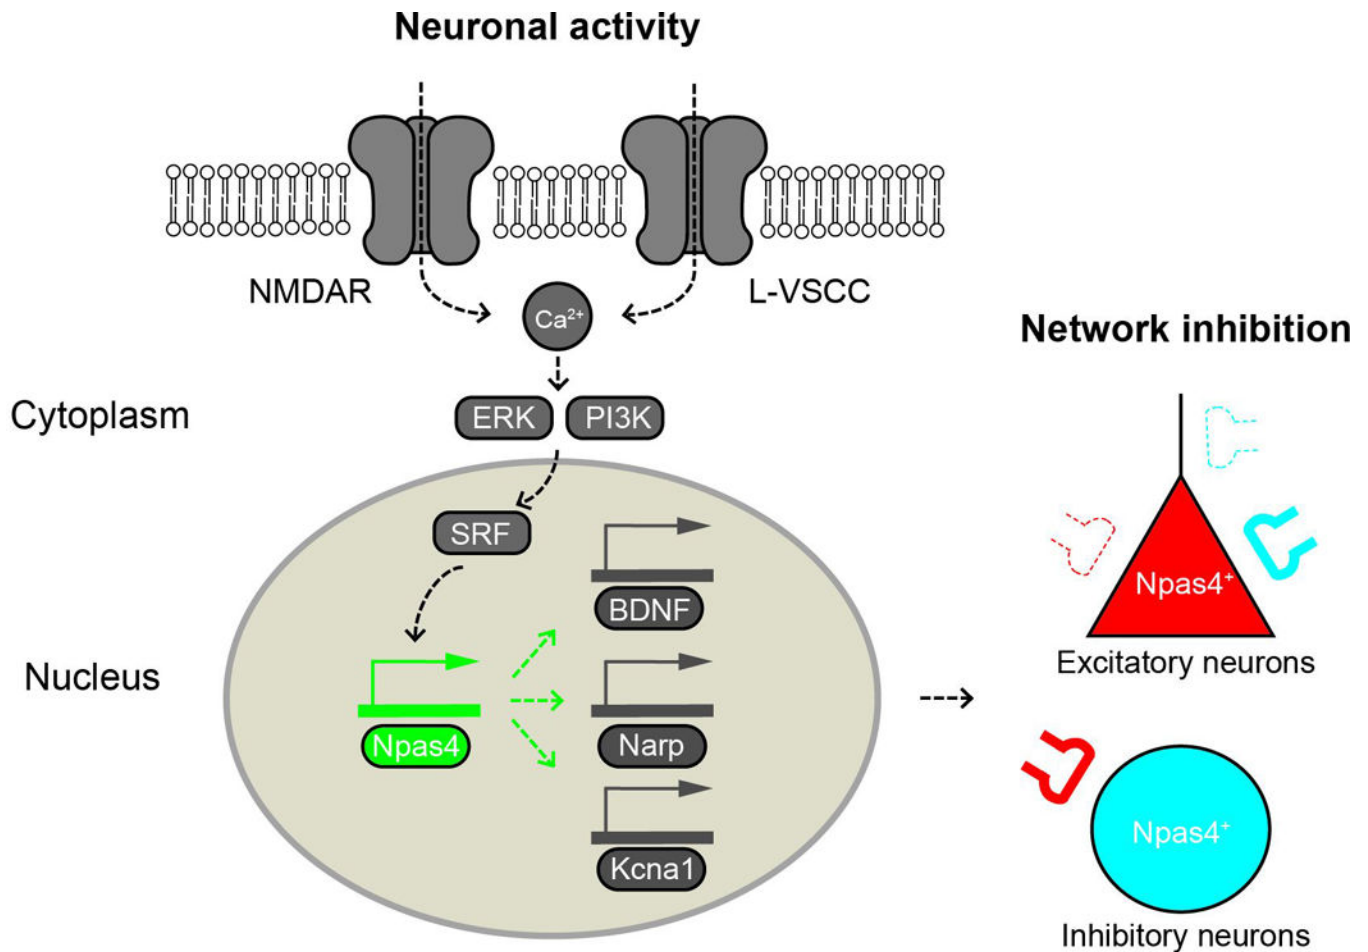 Neuronal activity
NMDAR
L-VSCC
Ca²⁺
Network inhibition
Cytoplasm
ERK
PI3K
SRF
BDNF
Npas4⁺
Excitatory neurons
Nucleus
Npas4
Narp
Kcna1
Npas4⁺
Inhibitory neurons